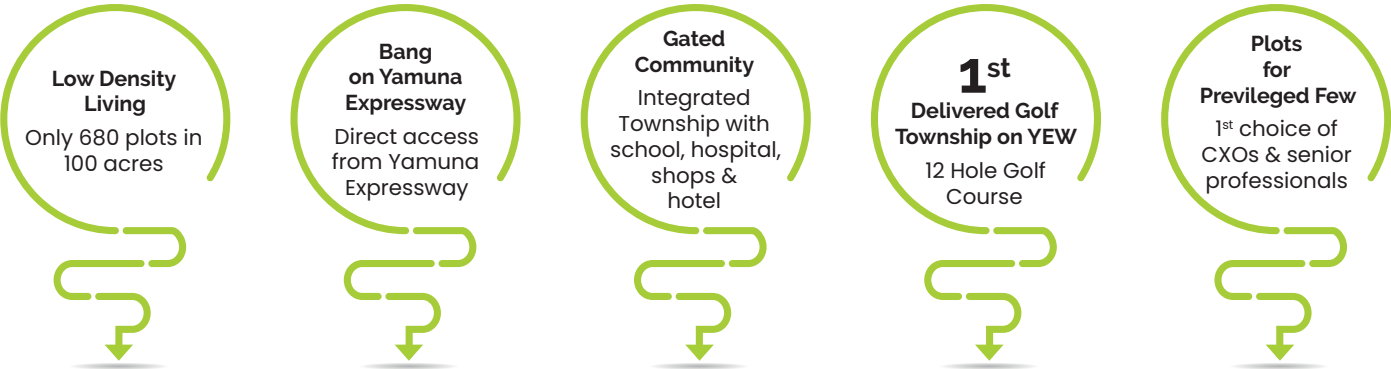 Low Density
Living
Only 680 plots in
100 acres
Bang
on Yamuna
Expressway
Direct access
from Yamuna
Expressway
Gated
Community
Integrated
Township with
school, hospital,
shops &
hotel
1st
Delivered Golf
Township on YEW
12 Hole Golf
Course
Plots
for
Previleged Few
1st choice of
CXOs & senior
professionals